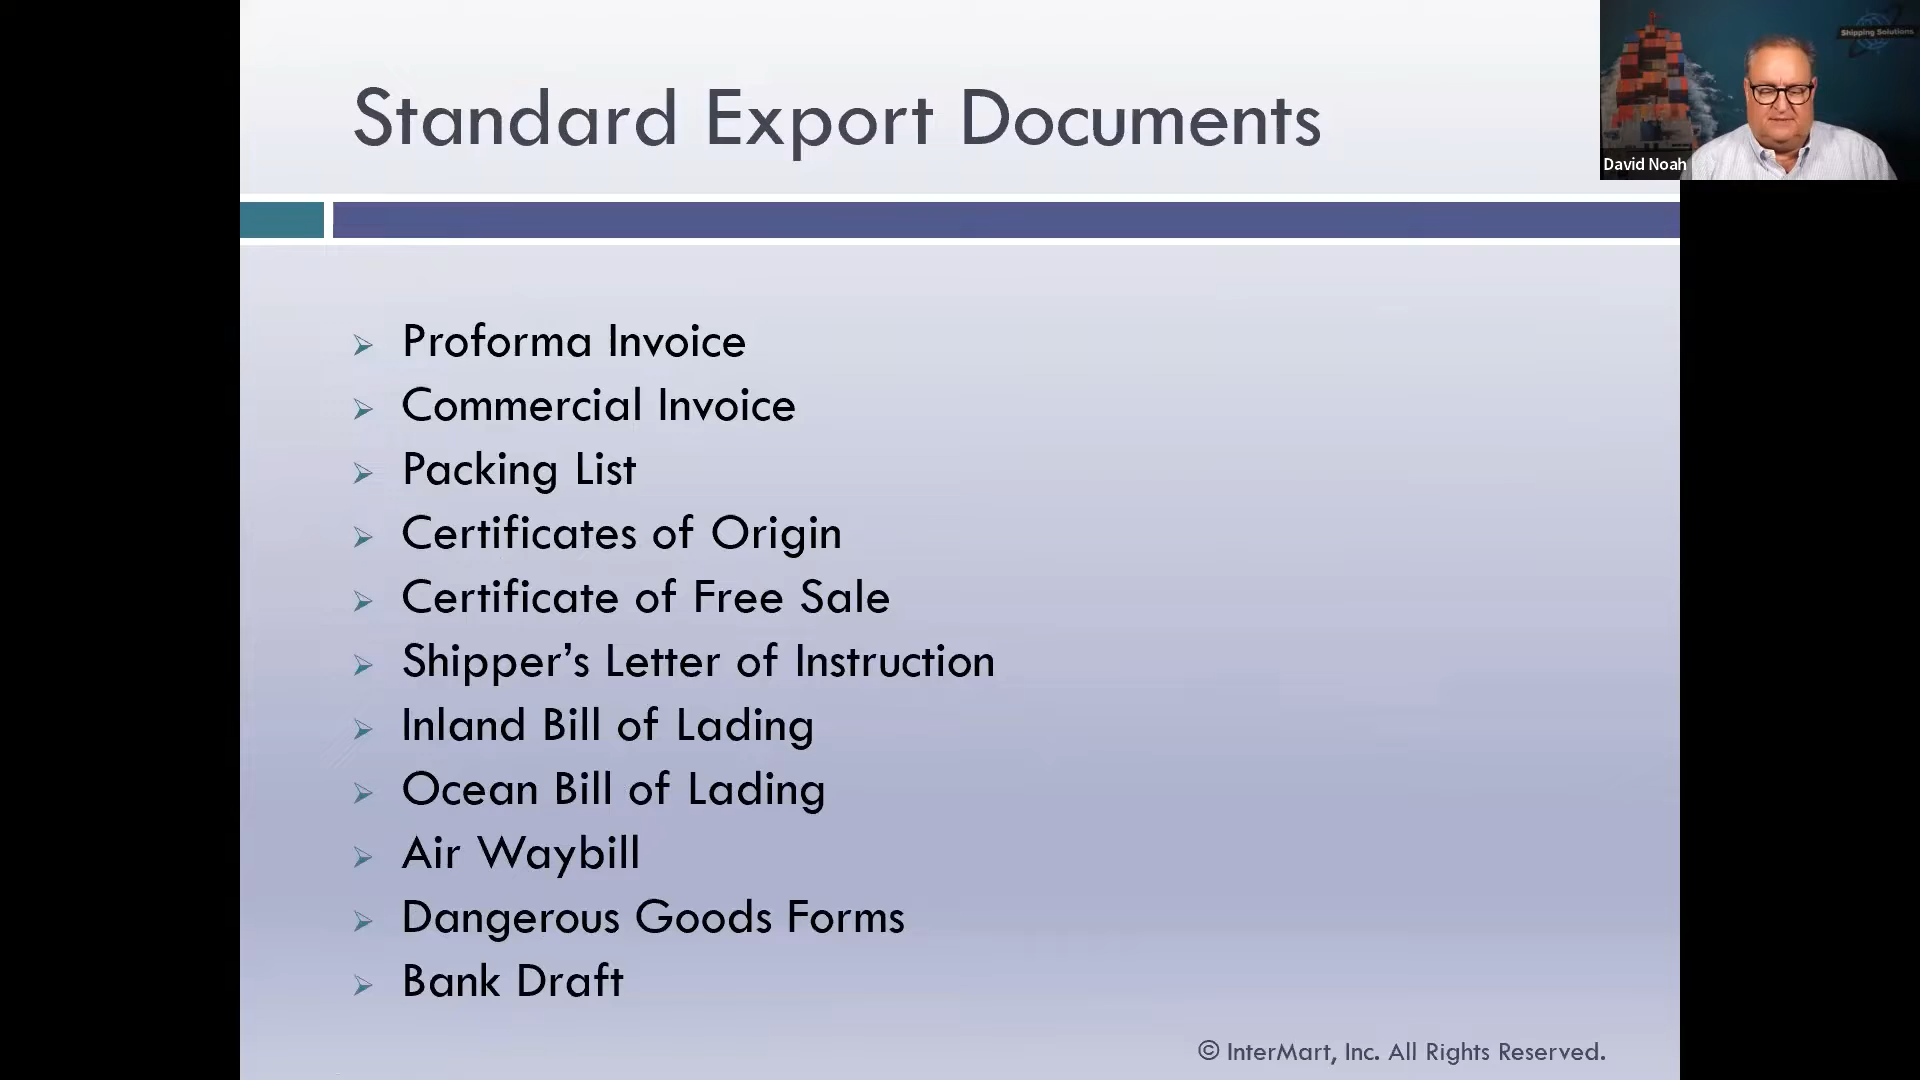 Standard Export Documents
Shipping Solutions
David Noah
Proforma Invoice
Commercial Invoice
Packing List
Certificates of Origin
Certificate of Free Sale
Shipper’s Letter of Instruction
Inland Bill of Lading
Ocean Bill of Lading
Air Waybill
Dangerous Goods Forms
Bank Draft
© InterMart, Inc. All Rights Reserved.